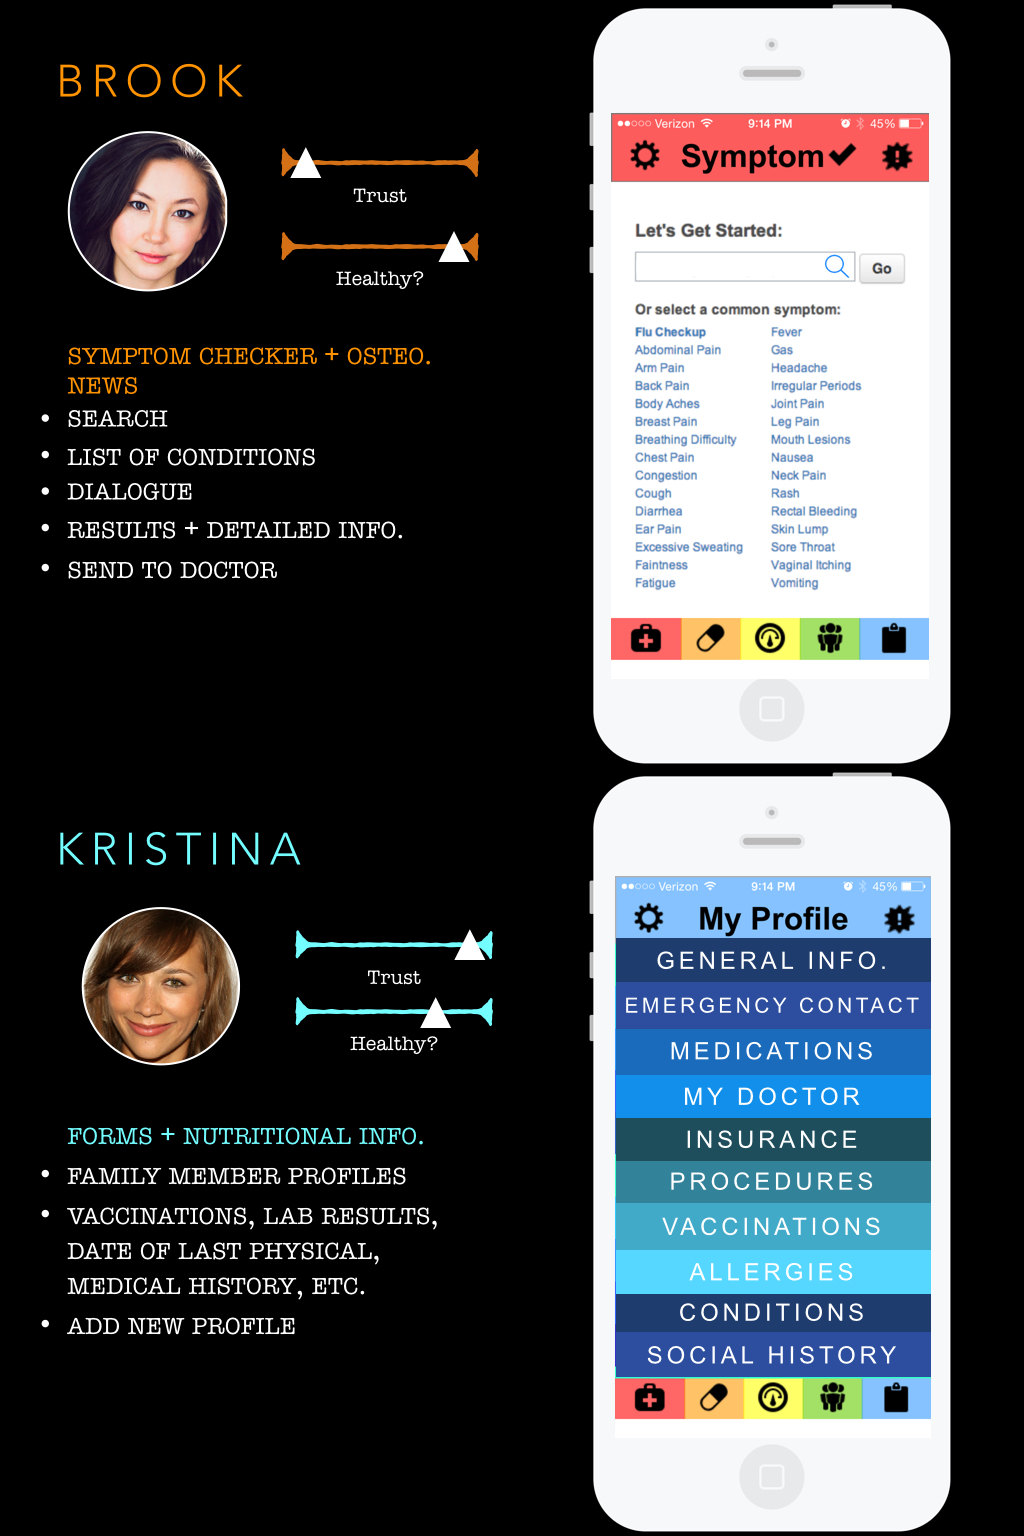 BROOK
Trust
Healthy?
SYMPTOM CHECKER + OSTEO.
NEWS
• SEARCH
• LIST OF CONDITIONS
• DIALOGUE
• RESULTS + DETAILED INFO.
• SEND TO DOCTOR
Verizon 9:14 PM 45%
Symptom
Let's Get Started:
Go
Or select a common symptom:
Flu Checkup
Abdominal Pain
Arm Pain
Back Pain
Body Aches
Breast Pain
Breathing Difficulty
Chest Pain
Congestion
Cough
Diarrhea
Ear Pain
Excessive Sweating
Faintness
Fatigue
Fever
Gas
Headache
Irregular Periods
Joint Pain
Leg Pain
Mouth Lesions
Nausea
Neck Pain
Rash
Rectal Bleeding
Skin Lump
Sore Throat
Vaginal Itching
Vomiting
KRISTINA
Trust
Healthy?
FORMS + NUTRITIONAL INFO.
• FAMILY MEMBER PROFILES
• VACCINATIONS, LAB RESULTS,
DATE OF LAST PHYSICAL,
MEDICAL HISTORY, ETC.
• ADD NEW PROFILE
Verizon 9:14 PM 45%
My Profile
GENERAL INFO.
EMERGENCY CONTACT
MEDICATIONS
MY DOCTOR
INSURANCE
PROCEDURES
VACCINATIONS
ALLERGIES
CONDITIONS
SOCIAL HISTORY